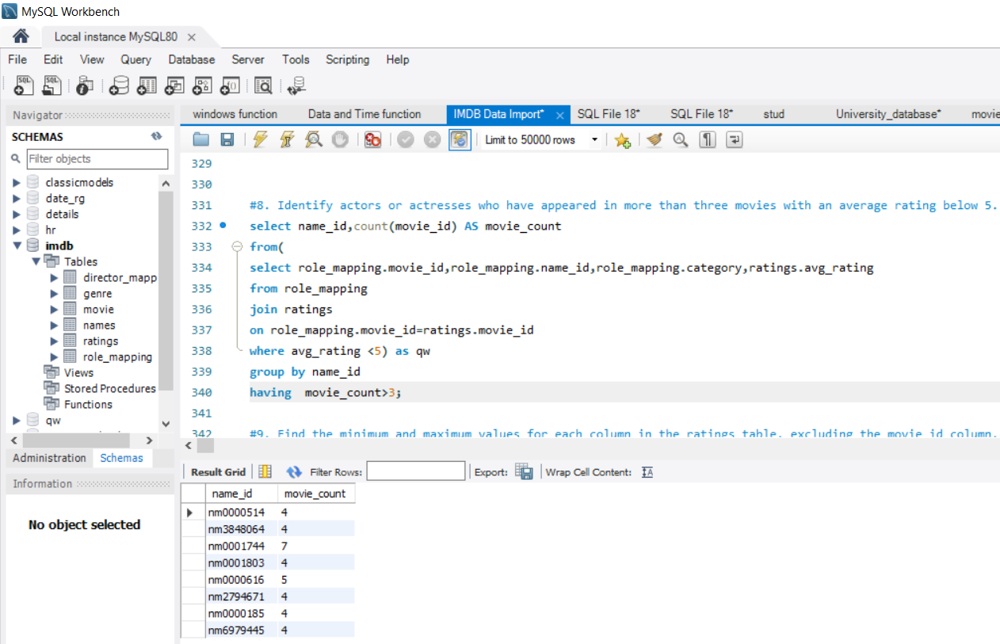 MySQL Workbench
Local instance MySQL80
File Edit View Query Database Server Tools Scripting Help
Navigator
SCHEMAS
Filter objects
classicmodels
date_rg
details
hr
imdb
Tables
director_mapp
genre
movie
names
ratings
role_mapping
Views
Stored Procedures
Functions
qw
Administration Schemas
Information
No object selected
windows function Data and Time function IMDB Data Import* SQL File 18* SQL File 18* stud University_database* movie
Limit to 50000 rows
329
330
331 #8. Identify actors or actresses who have appeared in more than three movies with an average rating below 5.
332 select name_id,count(movie_id) AS movie_count
333 from(
334 select role_mapping.movie_id,role_mapping.name_id,role_mapping.category,ratings.avg_rating
335 from role_mapping
336 join ratings
337 on role_mapping.movie_id=ratings.movie_id
338 where avg_rating <5) as qw
339 group by name_id
340 having  movie_count>3;
341
342 #9. Find the minimum and maximum values for each column in the ratings table, excluding the movie_id column.
Result Grid Filter Rows: Export: Wrap Cell Content:
name_id movie_count
nm0000514 4
nm3848064 4
nm0001744 7
nm0001803 4
nm0000616 5
nm2794671 4
nm0000185 4
nm6979445 4